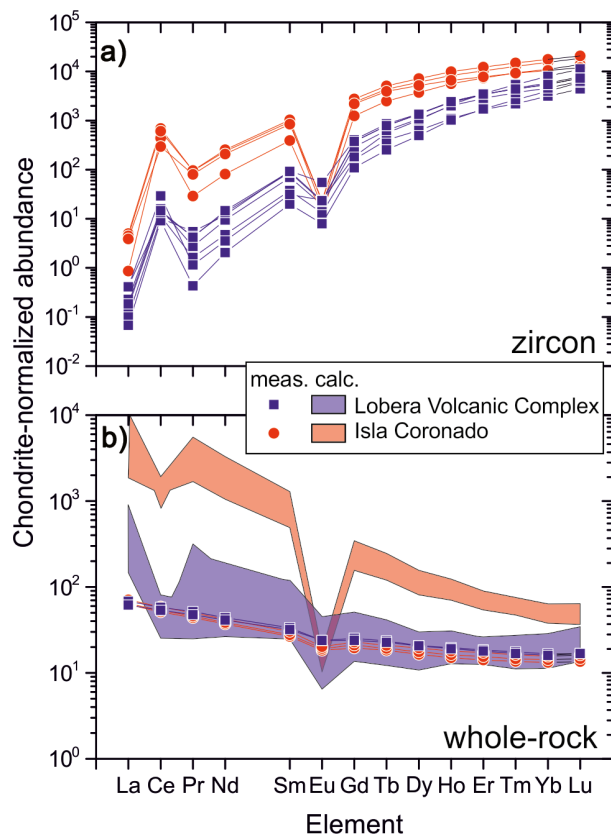 Chondrite-normalized abundance
a)
10^5
10^4
10^3
10^2
10^1
10^0
10^-1
10^-2
zircon
meas. calc.
Lobera Volcanic Complex
Isla Coronado
b)
10^4
10^3
10^2
10^1
10^0
whole-rock
La Ce Pr Nd Sm Eu Gd Tb Dy Ho Er Tm Yb Lu
Element